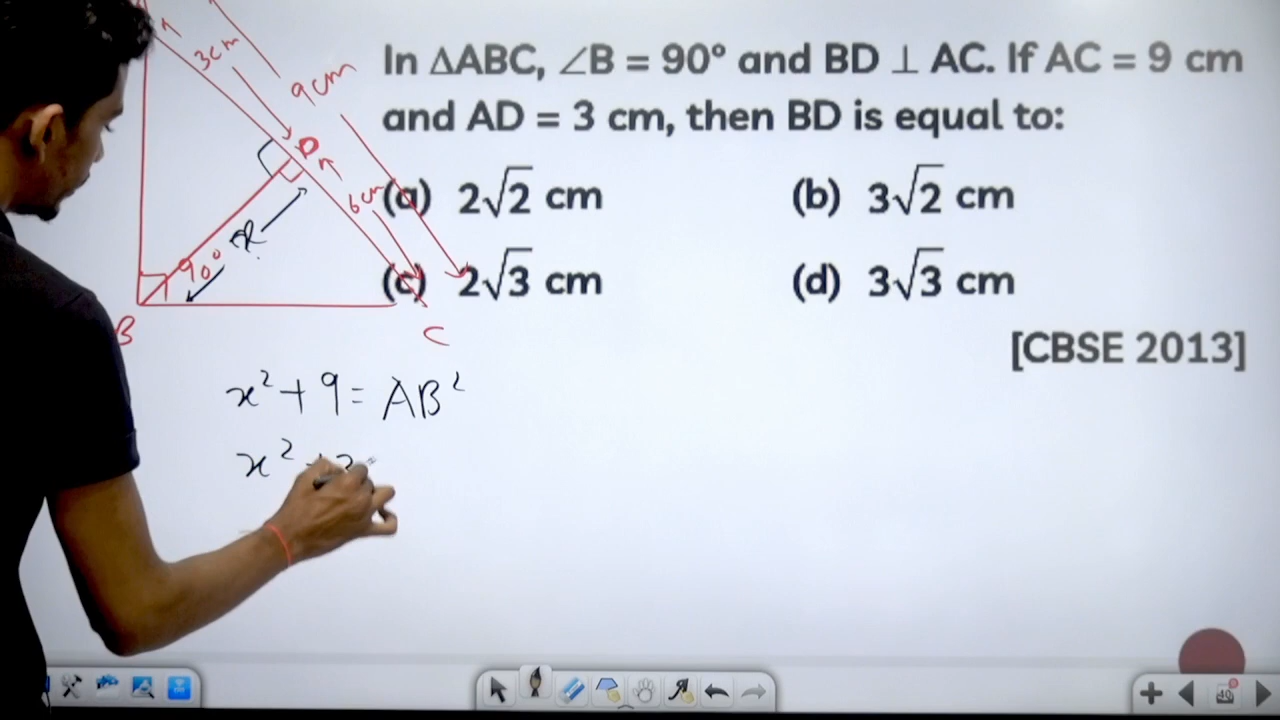 In ΔABC, ∠B = 90° and BD ⊥ AC. If AC = 9 cm
and AD = 3 cm, then BD is equal to:
(a) 2√2 cm
(b) 3√2 cm
(c) 2√3 cm
(d) 3√3 cm
[CBSE 2013]
3cm
9cm
D
6cm
x
90°
B
C
x² + 9 = AB²
x²
40